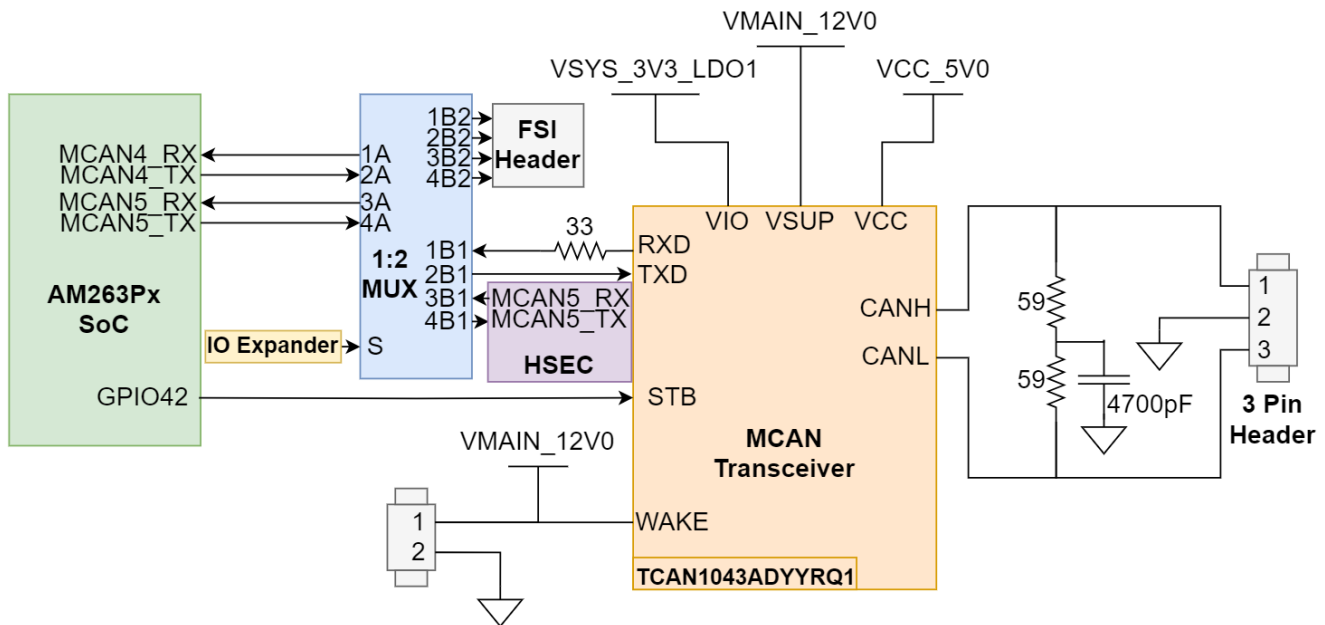 VMAIN_12V0
VSYS_3V3_LDO1
VCC_5V0
MCAN4_RX
MCAN4_TX
MCAN5_RX
MCAN5_TX
AM263Px
SoC
GPIO42
IO Expander
1A
2A
3A
4A
1:2
MUX
S
1B2
2B2
3B2
4B2
FSI
Header
1B1
2B1
3B1
4B1
33
MCAN5_RX
MCAN5_TX
HSEC
VIO
VSUP
VCC
RXD
TXD
CANH
CANL
STB
MCAN
Transceiver
WAKE
TCAN1043ADYYRQ1
VMAIN_12V0
1
2
59
59
4700pF
1
2
3
3 Pin
Header